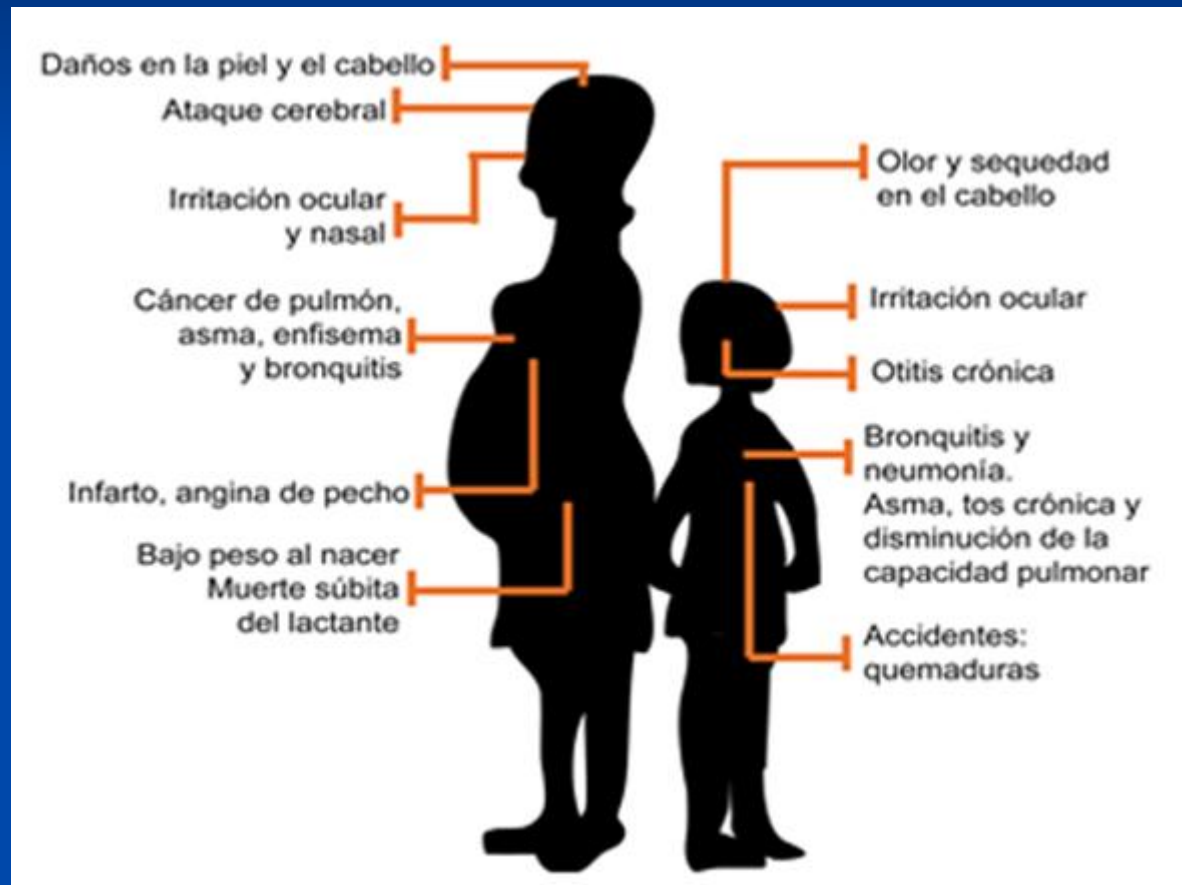 Daños en la piel y el cabello
Ataque cerebral
Irritación ocular
y nasal
Cáncer de pulmón,
asma, enfisema
y bronquitis
Infarto, angina de pecho
Bajo peso al nacer
Muerte súbita
del lactante
Olor y sequedad
en el cabello
Irritación ocular
Otitis crónica
Bronquitis y
neumonía.
Asma, tos crónica y
disminución de la
capacidad pulmonar
Accidentes:
quemaduras